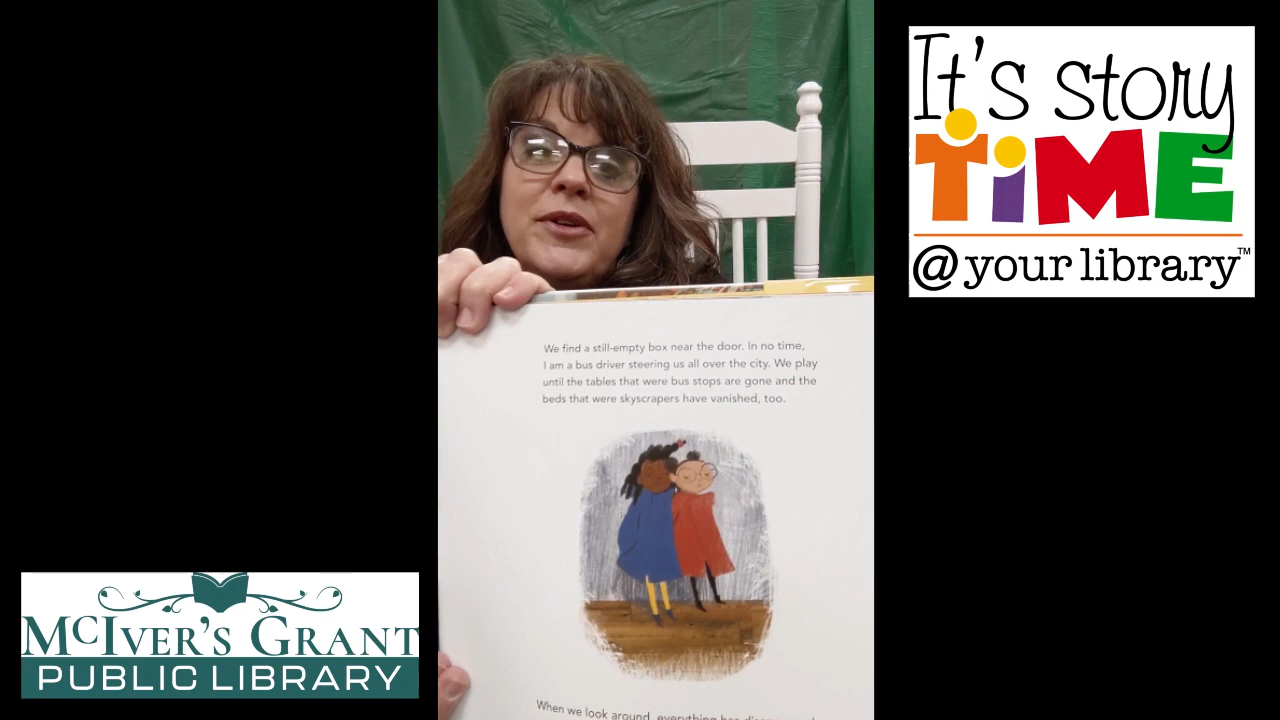 It's story
TiME
@ your library™
We find a still-empty box near the door. In no time,
I am a bus driver steering us all over the city. We play
until the tables that were bus stops are gone and the
beds that were skyscrapers have vanished, too.
When we look around, everything has
McIver's Grant
PUBLIC LIBRARY